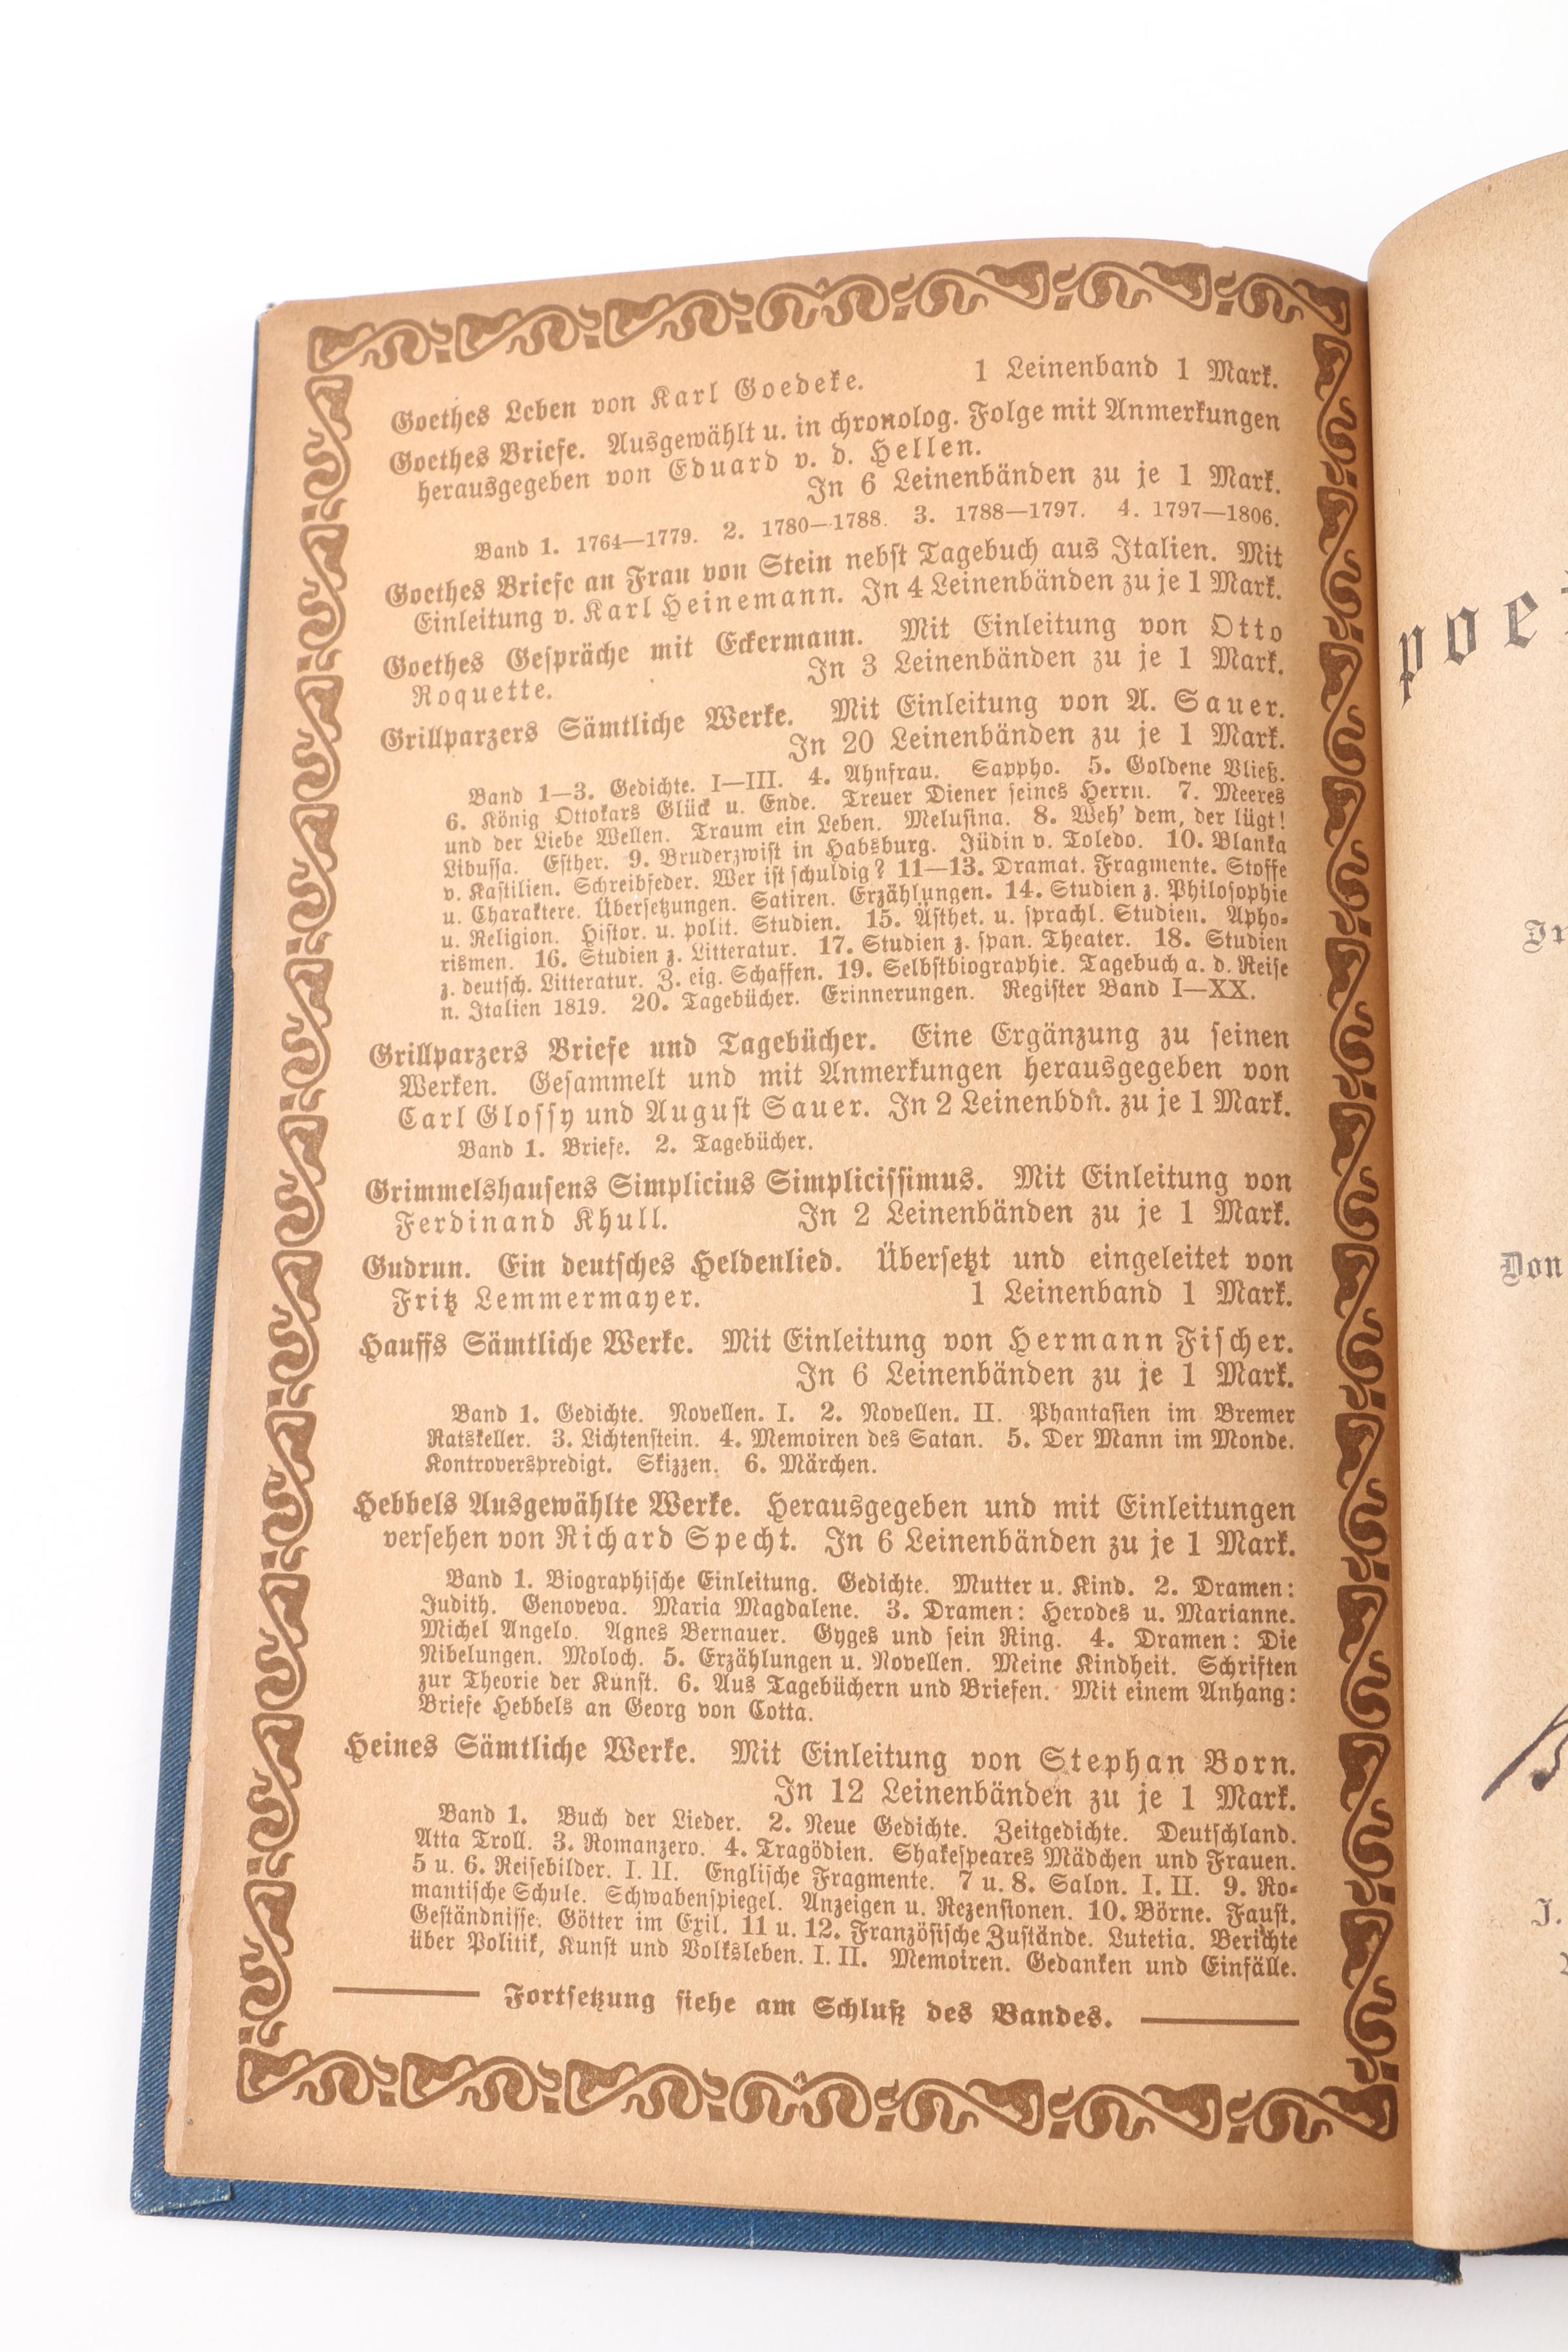 Goethes Leben von Karl Goedeke. 1 Leinenband 1 Mark.
Goethes Briefe. Ausgewählt u. in chronolog. Folge mit Anmerkungen
herausgegeben von Eduard v. d. Hellen.
In 6 Leinenbänden zu je 1 Mark.
Band 1. 1764—1779. 2. 1780—1788. 3. 1788—1797. 4. 1797—1806.
Goethes Briefe an Frau von Stein nebst Tagebuch aus Italien. Mit
Einleitung v. Karl Heinemann. In 4 Leinenbänden zu je 1 Mark.
Goethes Gespräche mit Eckermann. Mit Einleitung von Otto
Roquette. In 3 Leinenbänden zu je 1 Mark.
Grillparzers Sämtliche Werke. Mit Einleitung von A. Sauer.
In 20 Leinenbänden zu je 1 Mark.
Band 1—3. Gedichte. I—III. 4. Ahnfrau. Sappho. 5. Goldene Vließ.
6. König Ottokars Glück u. Ende. Treuer Diener seines Herrn. 7. Meeres
und der Liebe Wellen. Traum ein Leben. Melusina. 8. Weh' dem, der lügt!
Libussa. Esther. 9. Bruderzwist in Habsburg. Jüdin v. Toledo. 10. Blanka
v. Kastilien. Schreibfeder. Wer ist schuldig? 11—13. Dramat. Fragmente. Stoffe
u. Charaktere. Übersetzungen. Satiren. Erzählungen. 14. Studien z. Philosophie
u. Religion. Histor. u. polit. Studien. 15. Ästhet. u. sprachl. Studien. Apho-
rismen. 16. Studien z. Litteratur. 17. Studien z. span. Theater. 18. Studien
z. deutsch. Litteratur. Z. eig. Schaffen. 19. Selbstbiographie. Tagebuch a. d. Reise
n. Italien 1819. 20. Tagebücher. Erinnerungen. Register Band I—XX.
Grillparzers Briefe und Tagebücher. Eine Ergänzung zu seinen
Werken. Gesammelt und mit Anmerkungen herausgegeben von
Carl Glossy und August Sauer. In 2 Leinenbdn̄. zu je 1 Mark.
Band 1. Briefe. 2. Tagebücher.
Grimmelshausens Simplicius Simplicissimus. Mit Einleitung von
Ferdinand Khull. In 2 Leinenbänden zu je 1 Mark.
Gudrun. Ein deutsches Heldenlied. Übersetzt und eingeleitet von
Fritz Lemmermayer. 1 Leinenband 1 Mark.
Hauffs Sämtliche Werke. Mit Einleitung von Hermann Fischer.
In 6 Leinenbänden zu je 1 Mark.
Band 1. Gedichte. Novellen. I. 2. Novellen. II. Phantasien im Bremer
Ratskeller. 3. Lichtenstein. 4. Memoiren des Satan. 5. Der Mann im Monde.
Kontroverspredigt. Skizzen. 6. Märchen.
Hebbels Ausgewählte Werke. Herausgegeben und mit Einleitungen
versehen von Richard Specht. In 6 Leinenbänden zu je 1 Mark.
Band 1. Biographische Einleitung. Gedichte. Mutter u. Kind. 2. Dramen:
Judith. Genoveva. Maria Magdalene. 3. Dramen: Herodes u. Marianne.
Michel Angelo. Agnes Bernauer. Gyges und sein Ring. 4. Dramen: Die
Nibelungen. Moloch. 5. Erzählungen u. Novellen. Meine Kindheit. Schriften
zur Theorie der Kunst. 6. Aus Tagebüchern und Briefen. Mit einem Anhang:
Briefe Hebbels an Georg von Cotta.
Heines Sämtliche Werke. Mit Einleitung von Stephan Born.
In 12 Leinenbänden zu je 1 Mark.
Band 1. Buch der Lieder. 2. Neue Gedichte. Zeitgedichte. Deutschland.
Atta Troll. 3. Romanzero. 4. Tragödien. Shakespeares Mädchen und Frauen.
5 u. 6. Reisebilder. I. II. Englische Fragmente. 7 u. 8. Salon. I. II. 9. Ro-
mantische Schule. Schwabenspiegel. Anzeigen u. Rezensionen. 10. Börne. Faust.
Geständnisse. Götter im Exil. 11 u. 12. Französische Zustände. Lutetia. Berichte
über Politik, Kunst und Volksleben. I. II. Memoiren. Gedanken und Einfälle.
Fortsetzung siehe am Schluß des Bandes.